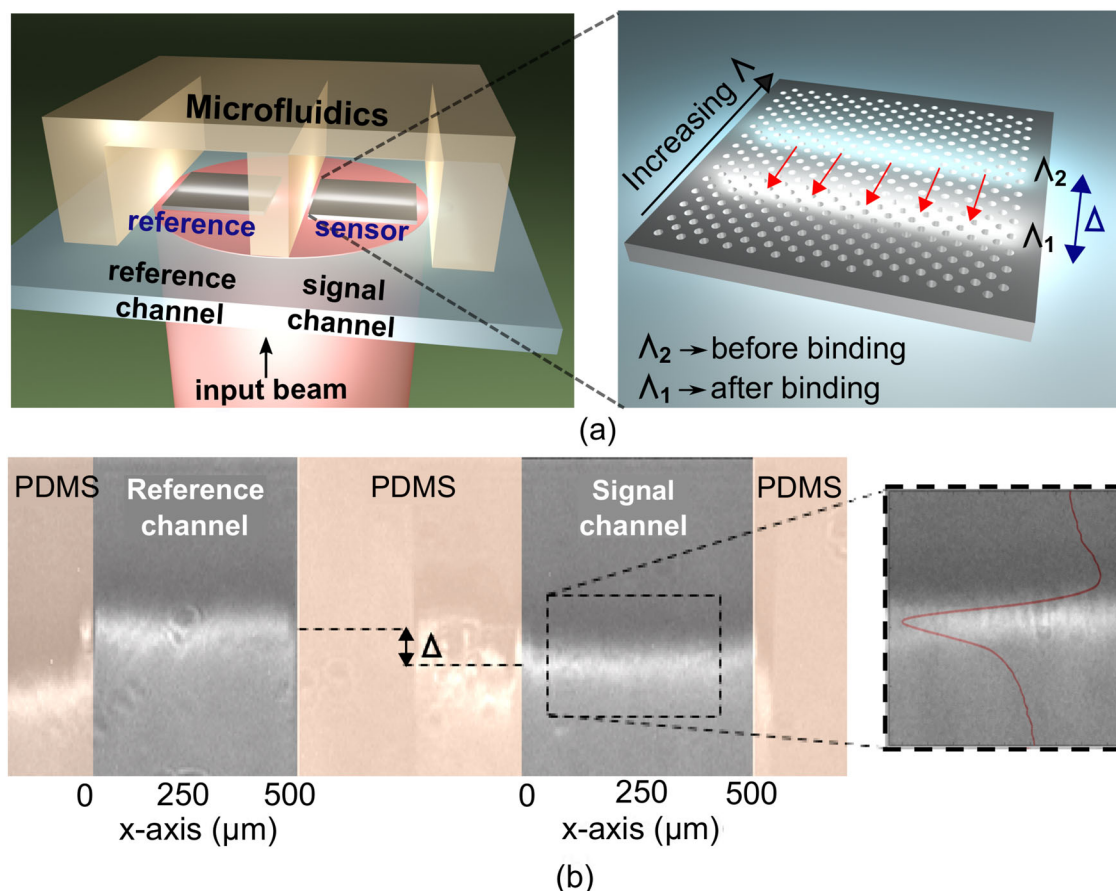 Microfluidics
reference
sensor
reference
channel
signal
channel
input beam
Increasing Λ
Λ₂
Δ
Λ₁
Λ₂ → before binding
Λ₁ → after binding
(a)
PDMS
Reference
channel
PDMS
Signal
channel
PDMS
Δ
0 250 500
x-axis (µm)
0 250 500
x-axis (µm)
(b)